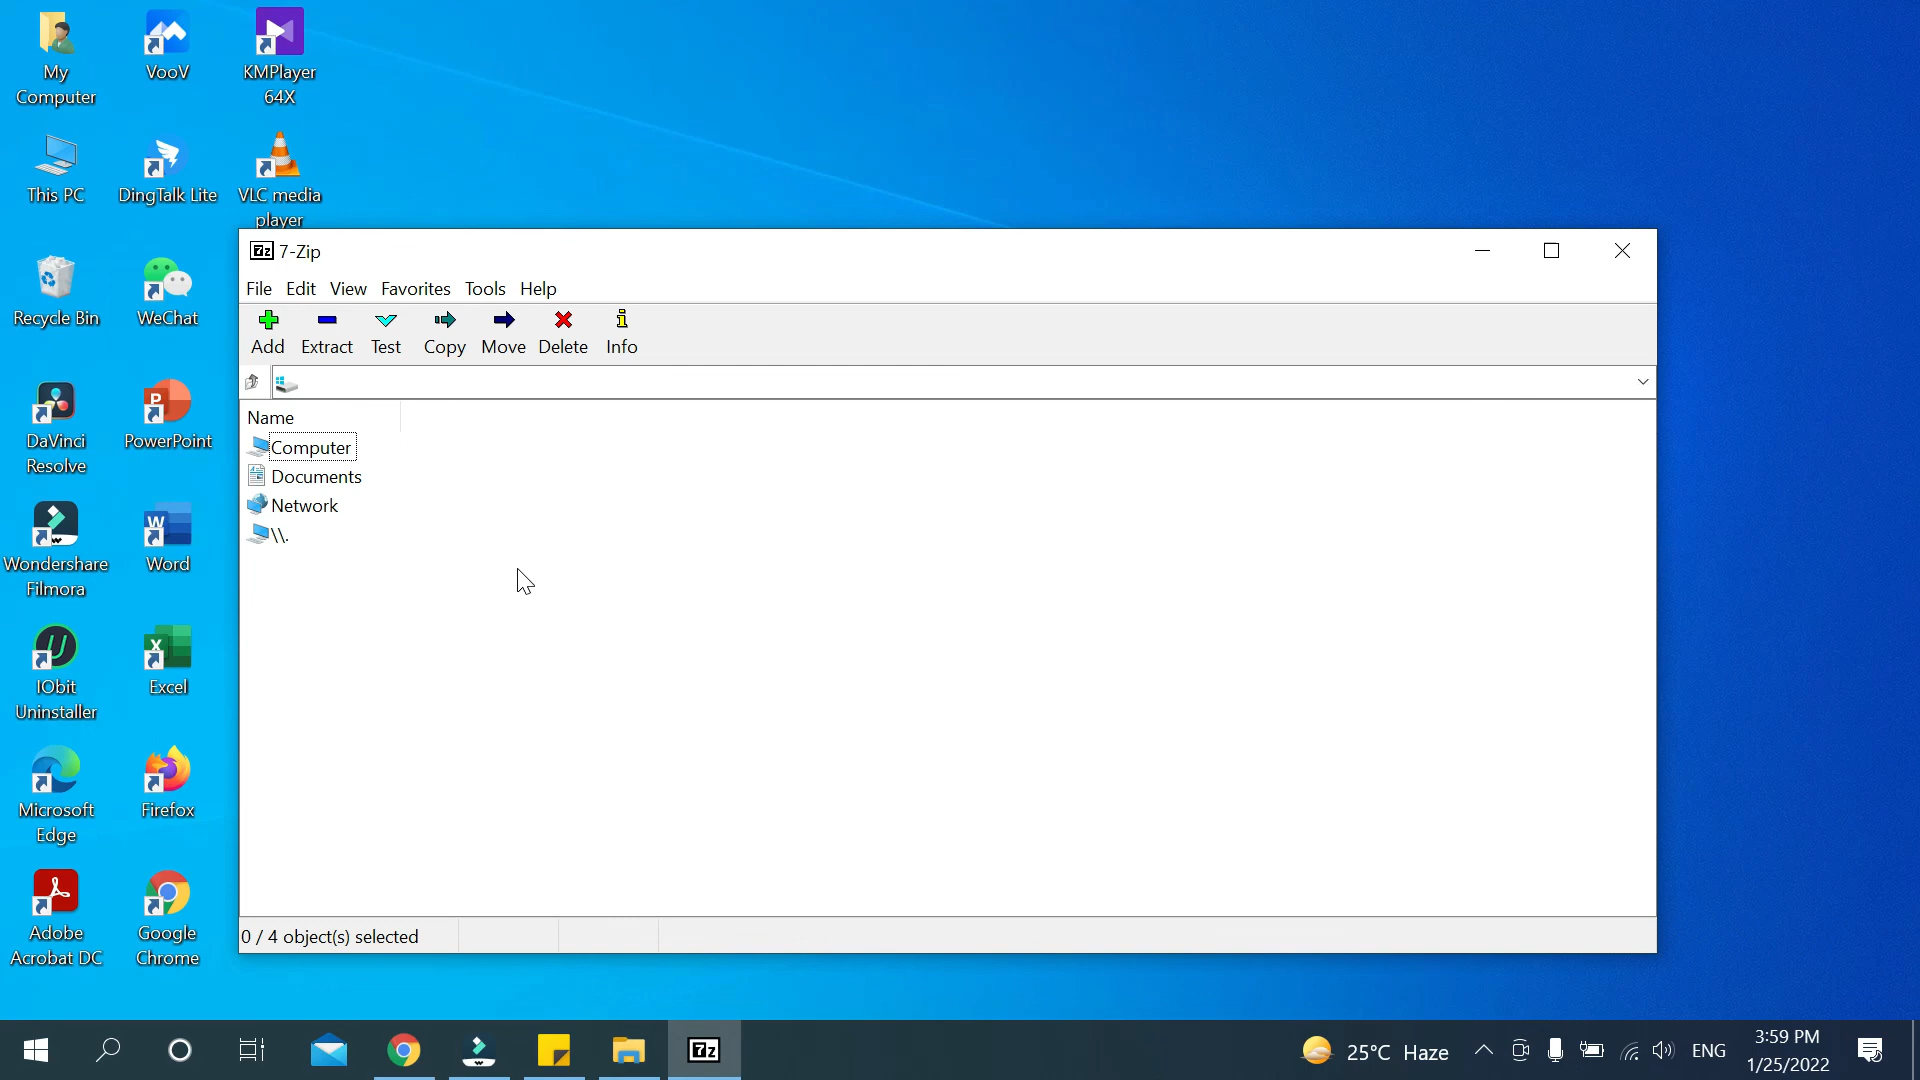 My
Computer
VooV
KMPlayer
64X
This PC
DingTalk Lite
VLC media
player
Recycle Bin
WeChat
DaVinci
Resolve
PowerPoint
Wondershare
Filmora
Word
IObit
Uninstaller
Excel
Microsoft
Edge
Firefox
Adobe
Acrobat DC
Google
Chrome
7z 7-Zip
File Edit View Favorites Tools Help
Add Extract Test Copy Move Delete Info
Name
Computer
Documents
Network
\\.
0 / 4 object(s) selected
7z
25°C Haze
ENG
3:59 PM
1/25/2022